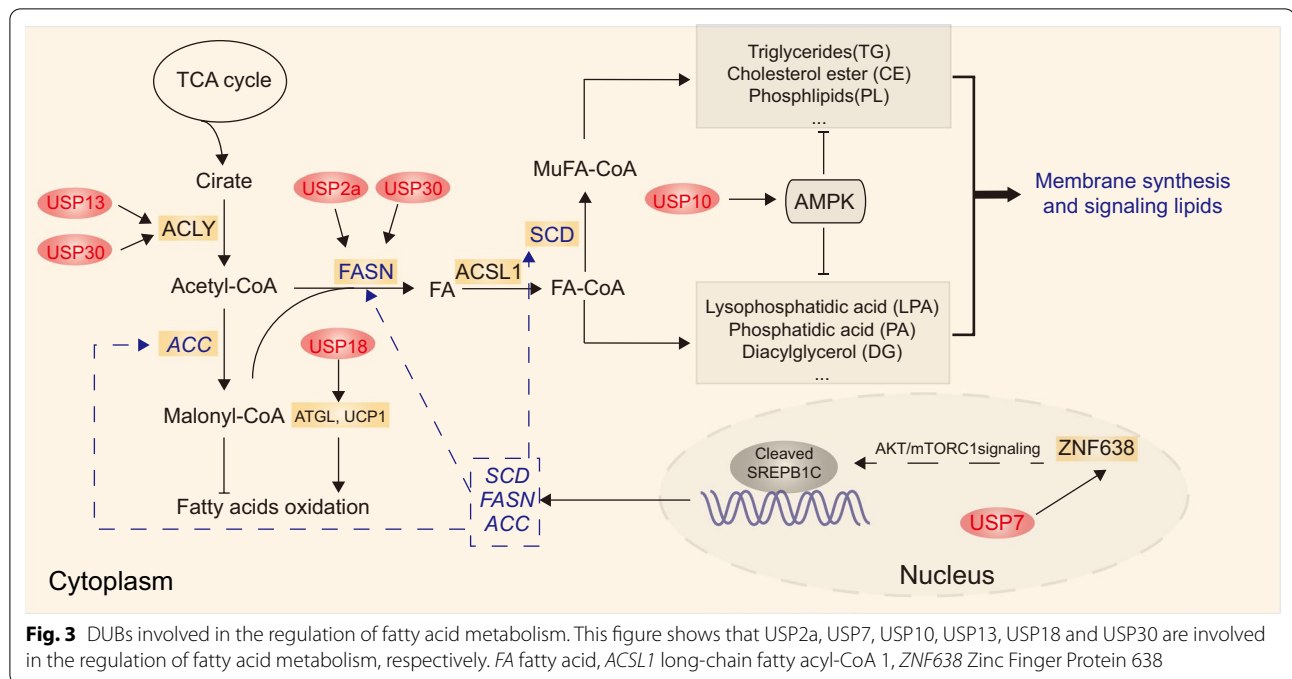 TCA cycle
Cirate
USP13
USP30
ACLY
Acetyl-CoA
ACC
Malonyl-CoA
Fatty acids oxidation
USP2a
USP30
FASN
USP18
ATGL, UCP1
FA
ACSL1
FA-CoA
SCD
MuFA-CoA
Triglycerides(TG)
Cholesterol ester (CE)
Phosphlipids(PL)
...
USP10
AMPK
Lysophosphatidic acid (LPA)
Phosphatidic acid (PA)
Diacylglycerol (DG)
...
Membrane synthesis
and signaling lipids
SCD
FASN
ACC
Cleaved
SREPB1C
AKT/mTORC1signaling
ZNF638
USP7
Nucleus
Cytoplasm
Fig. 3 DUBs involved in the regulation of fatty acid metabolism. This figure shows that USP2a, USP7, USP10, USP13, USP18 and USP30 are involved
in the regulation of fatty acid metabolism, respectively. FA fatty acid, ACSL1 long-chain fatty acyl-CoA 1, ZNF638 Zinc Finger Protein 638